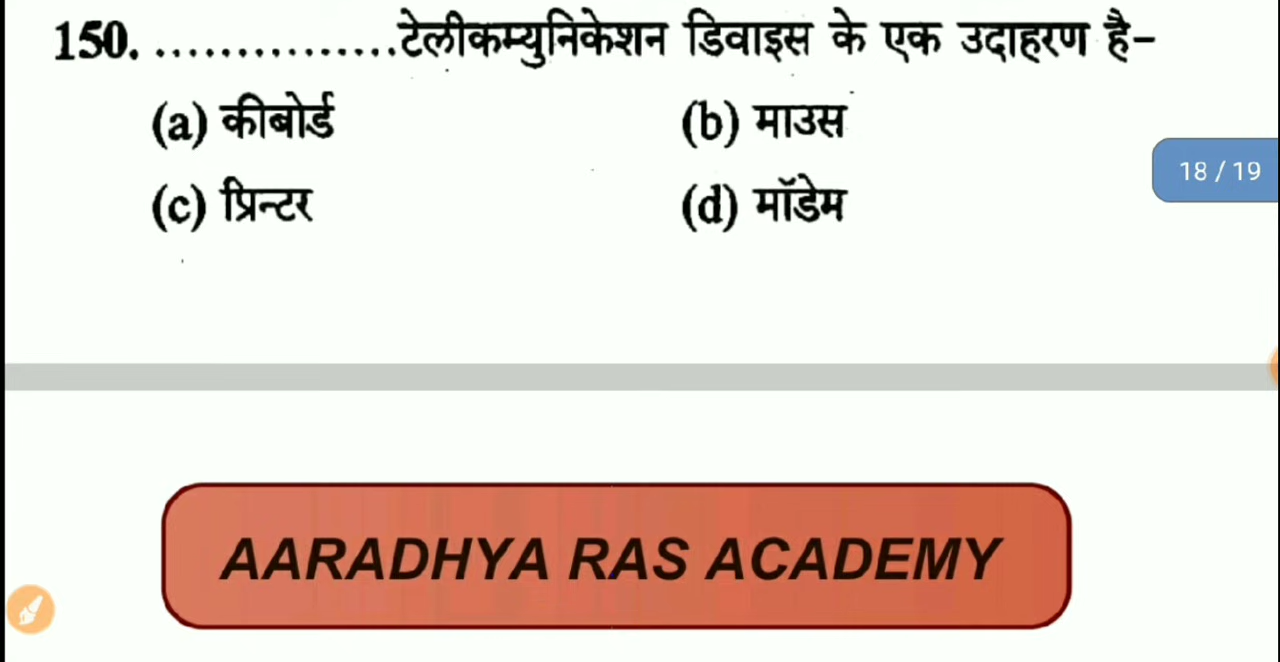 150. ...............टेलीकम्युनिकेशन डिवाइस के एक उदाहरण है-
(a) कीबोर्ड (b) माउस
(c) प्रिन्टर (d) मॉडेम
18 / 19
AARADHYA RAS ACADEMY